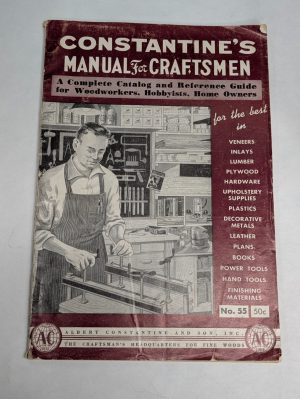 CONSTANTINE'S
MANUAL For CRAFTSMEN
A Complete Catalog and Reference Guide
for Woodworkers, Hobbyists, Home Owners
for the best
in
VENEERS
INLAYS
LUMBER
PLYWOOD
HARDWARE
UPHOLSTERY
SUPPLIES
PLASTICS
DECORATIVE
METALS
LEATHER
PLANS
BOOKS
POWER TOOLS
HAND TOOLS
FINISHING
MATERIALS
No. 55 50c
AC
ALBERT CONSTANTINE AND SON, INC.
THE CRAFTSMAN'S HEADQUARTERS FOR FINE WOODS
AC